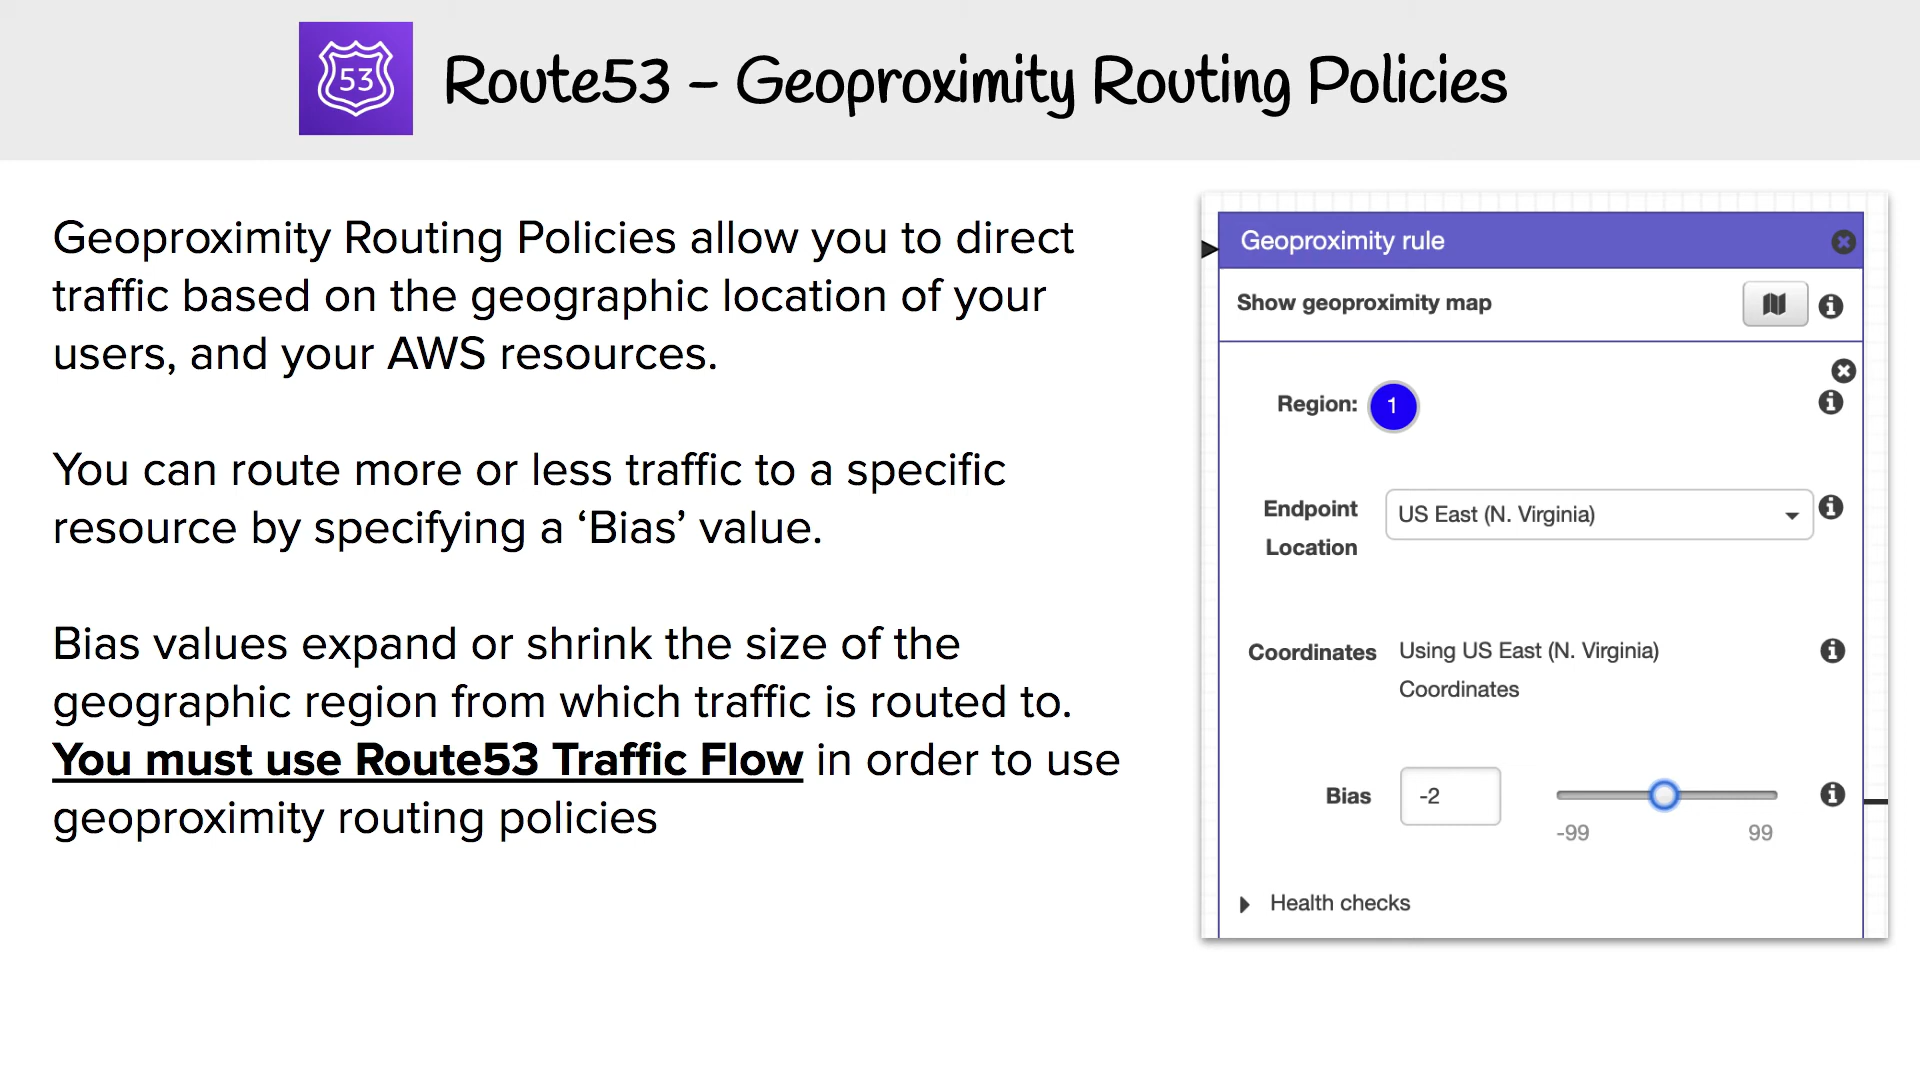 53
Route53 – Geoproximity Routing Policies
Geoproximity Routing Policies allow you to direct
traffic based on the geographic location of your
users, and your AWS resources.
You can route more or less traffic to a specific
resource by specifying a ‘Bias’ value.
Bias values expand or shrink the size of the
geographic region from which traffic is routed to.
You must use Route53 Traffic Flow in order to use
geoproximity routing policies
Geoproximity rule
Show geoproximity map
Region: 1
Endpoint
Location
US East (N. Virginia)
Coordinates
Using US East (N. Virginia)
Coordinates
Bias
-2
-99 99
Health checks